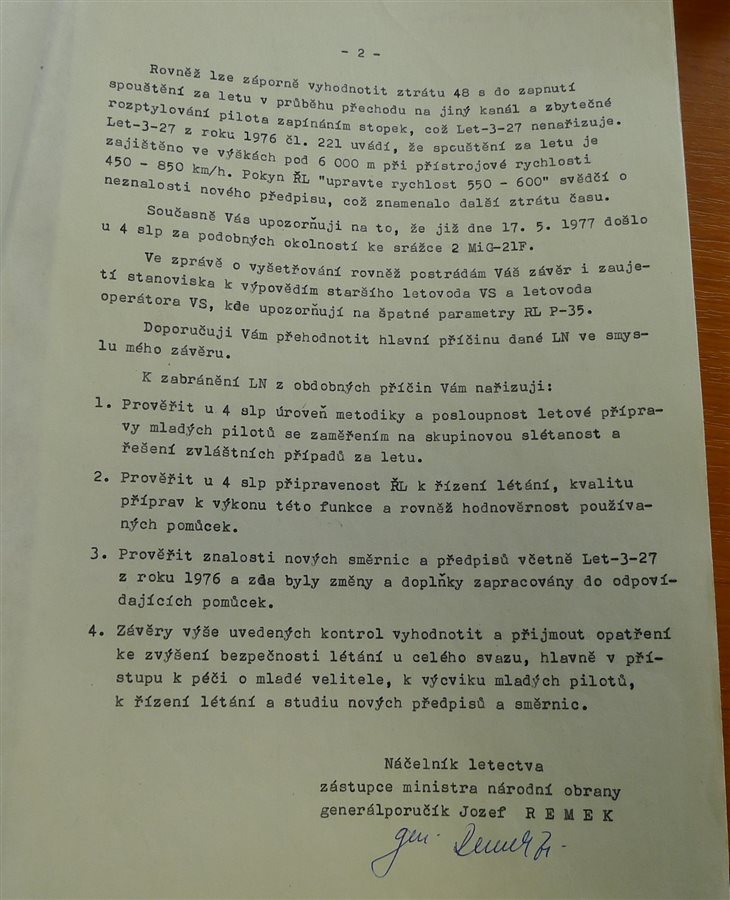 - 2 -
Rovněž lze záporně vyhodnotit ztrátu 48 s do zapnutí
spouštění za letu v průběhu přechodu na jiný kanál a zbytečné
rozptylování pilota zapínáním stopek, což Let-3-27 nenařizuje.
Let-3-27 z roku 1976 čl. 221 uvádí, že spouštění za letu je
zajištěno ve výškách pod 6 000 m při přístrojové rychlosti
450 - 850 km/h. Pokyn ŘL "upravte rychlost 550 - 600" svědčí o
neznalosti nového předpisu, což znamenalo další ztrátu času.
Současně Vás upozorňuji na to, že již dne 17. 5. 1977 došlo
u 4 slp za podobných okolností ke srážce 2 MiG-21F.
Ve zprávě o vyšetřování rovněž postrádám Váš závěr i zauje-
tí stanoviska k výpovědím staršího letovoda VS a letovoda
operátora VS, kde upozorňují na špatné parametry RL P-35.
Doporučuji Vám přehodnotit hlavní příčinu dané LN ve smys-
lu mého závěru.
K zabránění LN z obdobných příčin Vám nařizuji:
1. Prověřit u 4 slp úroveň metodiky a posloupnost letové přípra-
vy mladých pilotů se zaměřením na skupinovou slétanost a
řešení zvláštních případů za letu.
2. Prověřit u 4 slp připravenost ŘL k řízení létání, kvalitu
příprav k výkonu této funkce a rovněž hodnověrnost používa-
ných pomůcek.
3. Prověřit znalosti nových směrnic a předpisů včetně Let-3-27
z roku 1976 a zda byly změny a doplňky zapracovány do odpoví-
dajících pomůcek.
4. Závěry výše uvedených kontrol vyhodnotit a přijmout opatření
ke zvýšení bezpečnosti létání u celého svazu, hlavně v pří-
stupu k péči o mladé velitele, k výcviku mladých pilotů,
k řízení létání a studiu nových předpisů a směrnic.
Náčelník letectva
zástupce ministra národní obrany
generálporučík Jozef R E M E K
gen. Remek